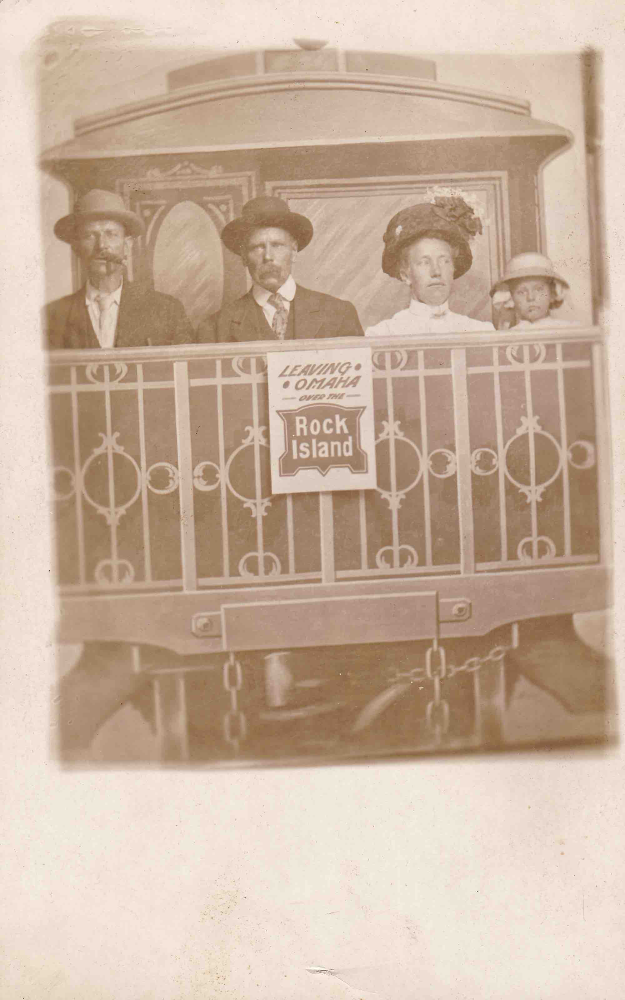 LEAVING •
• OMAHA
— OVER THE —
Rock
Island